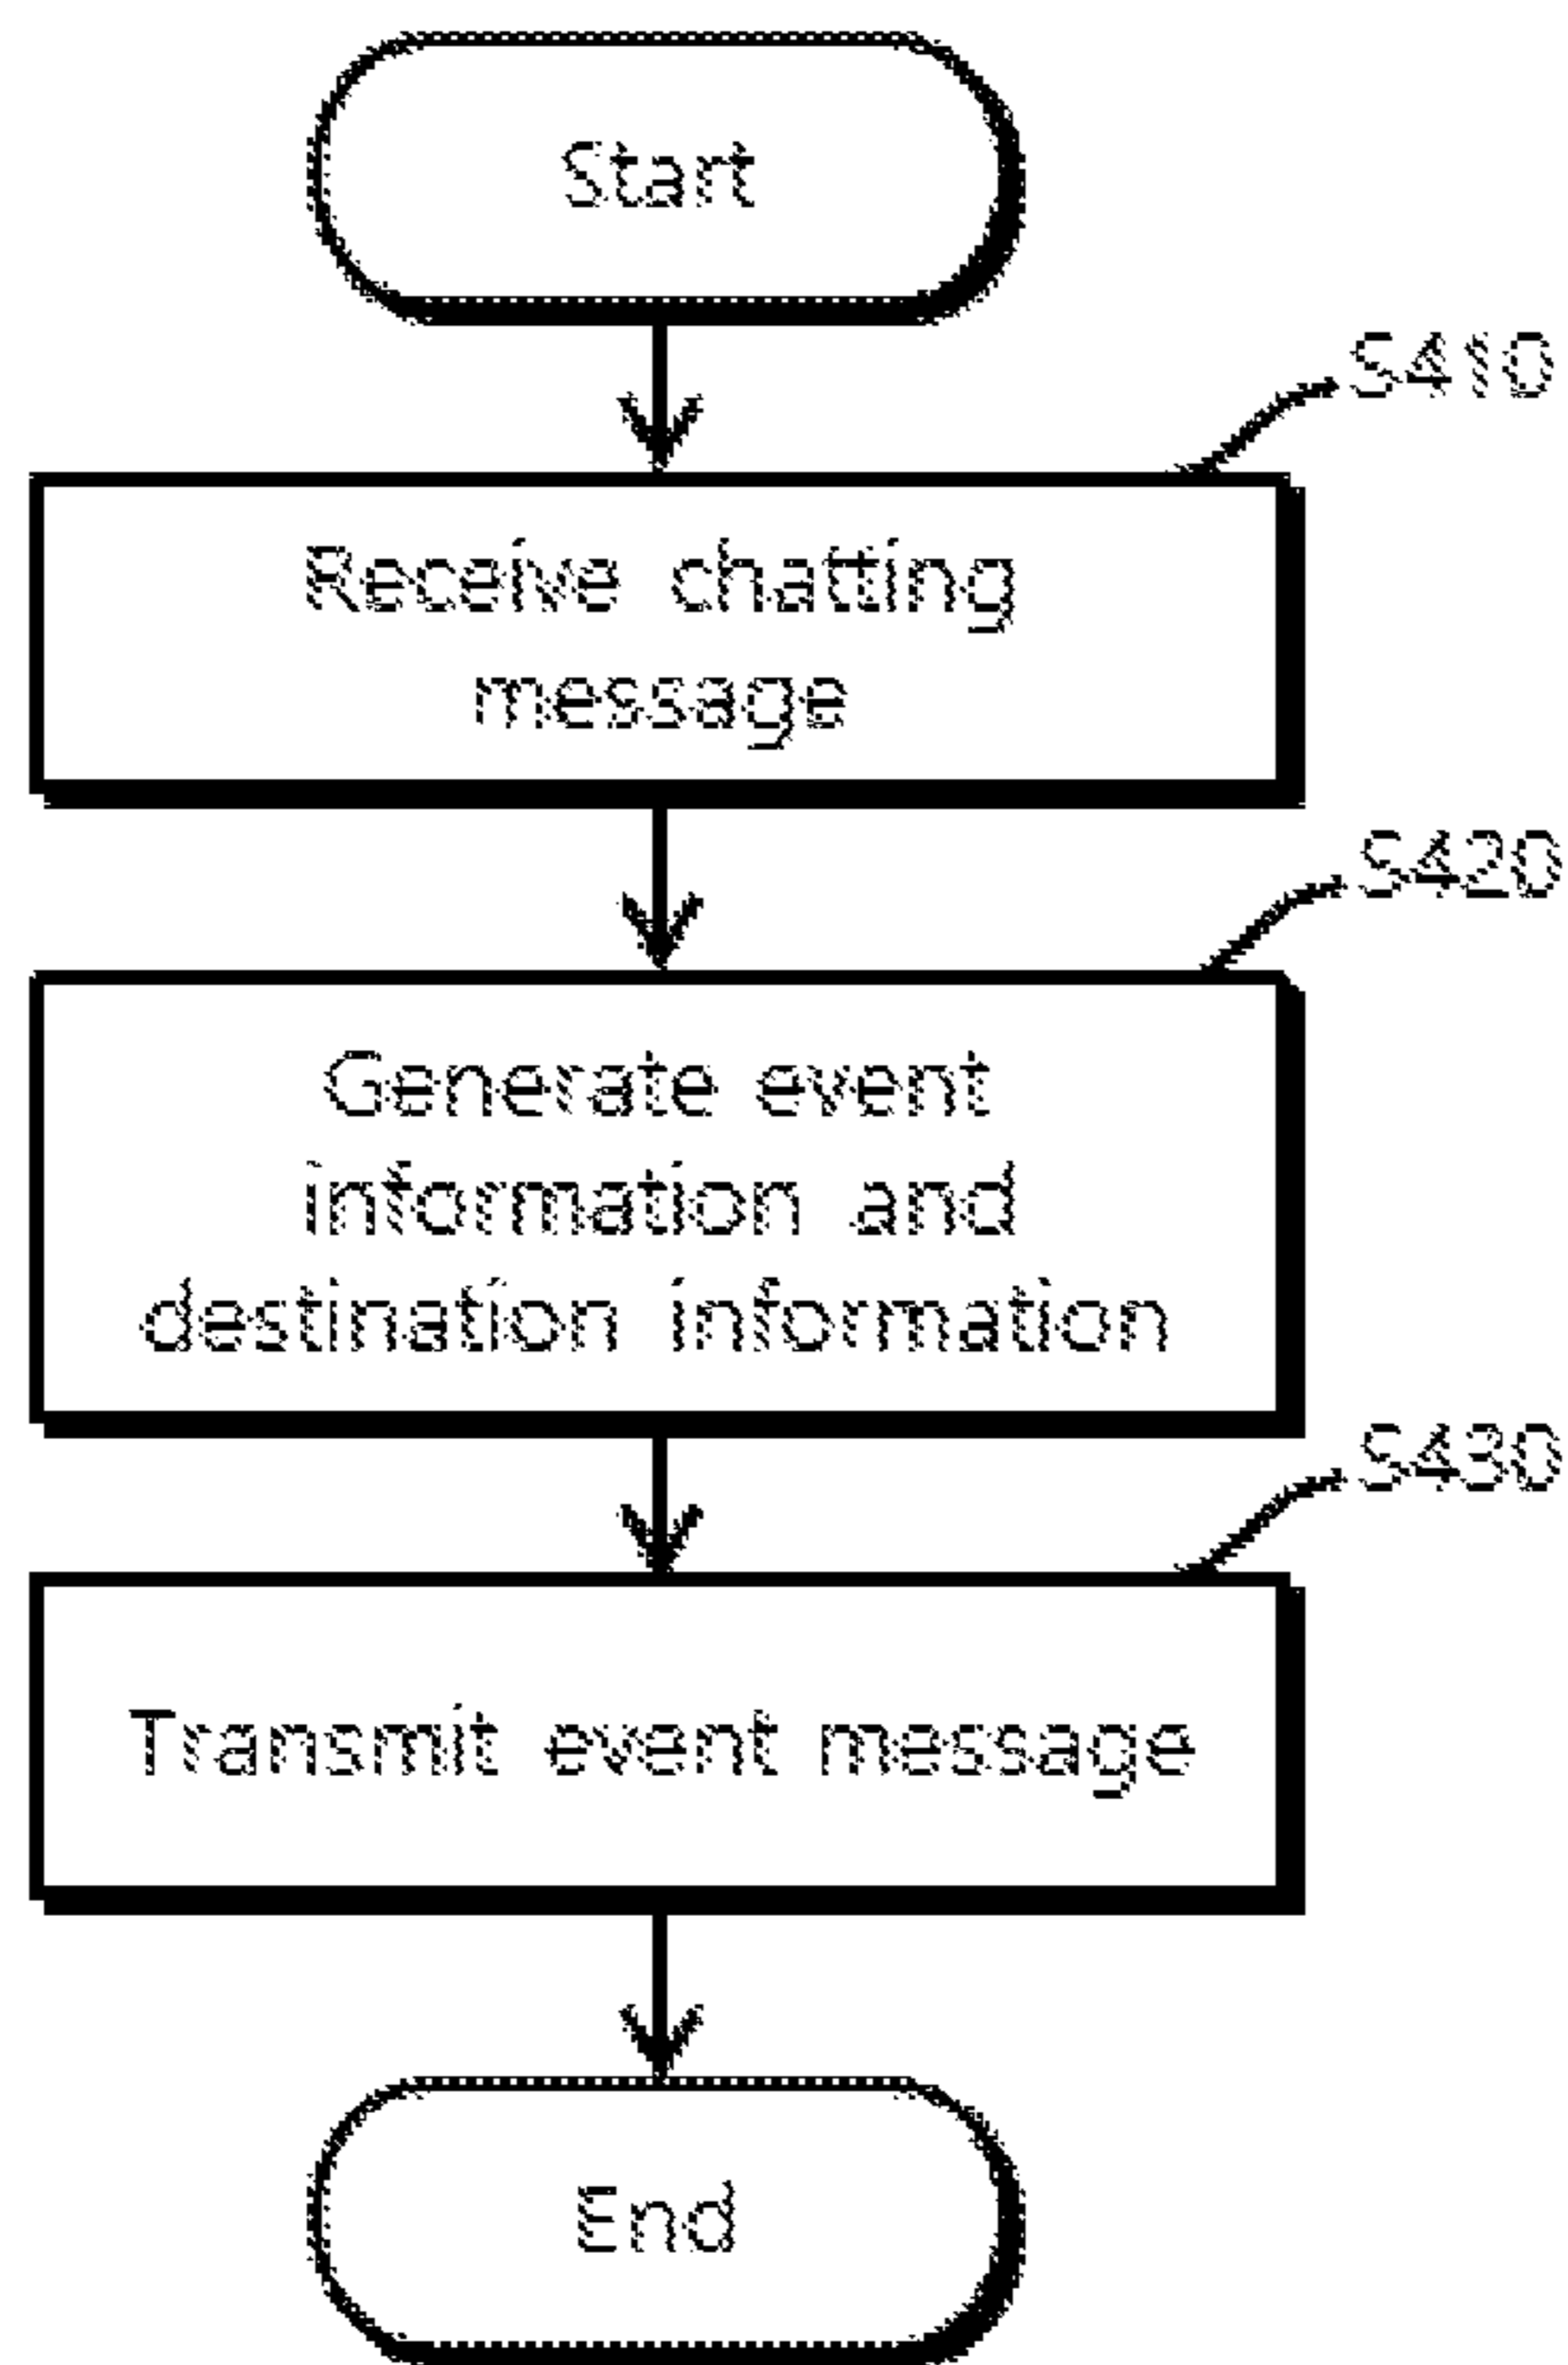 Start
S410
Receive chatting
message
S420
Generate event
information and
destination information
S430
Transmit event message
End